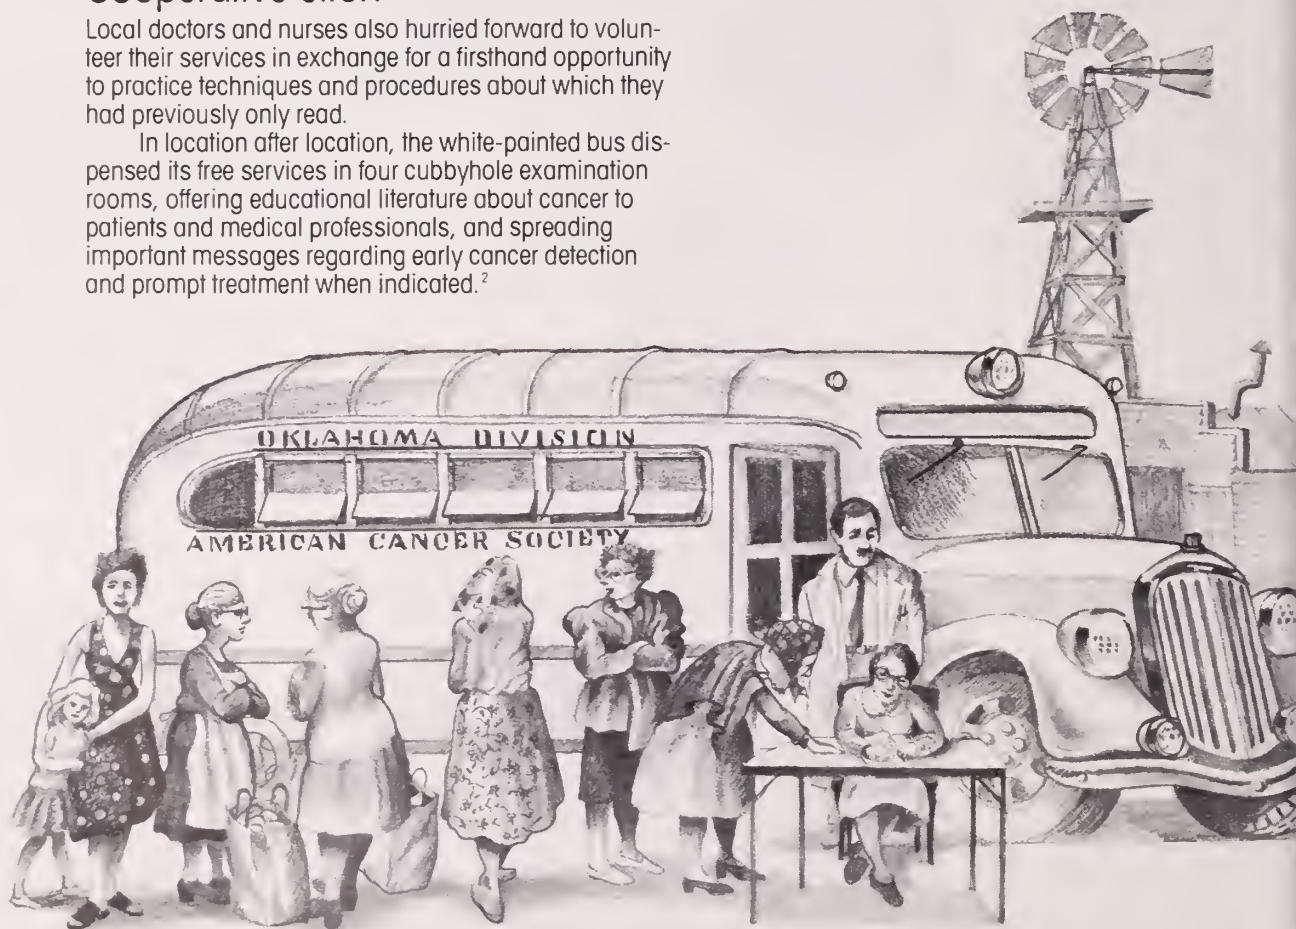 Local doctors and nurses also hurried forward to volun-
teer their services in exchange for a firsthand opportunity
to practice techniques and procedures about which they
had previously only read.
In location after location, the white-painted bus dis-
pensed its free services in four cubbyhole examination
rooms, offering educational literature about cancer to
patients and medical professionals, and spreading
important messages regarding early cancer detection
and prompt treatment when indicated.²
OKLAHOMA DIVISION
AMERICAN CANCER SOCIETY